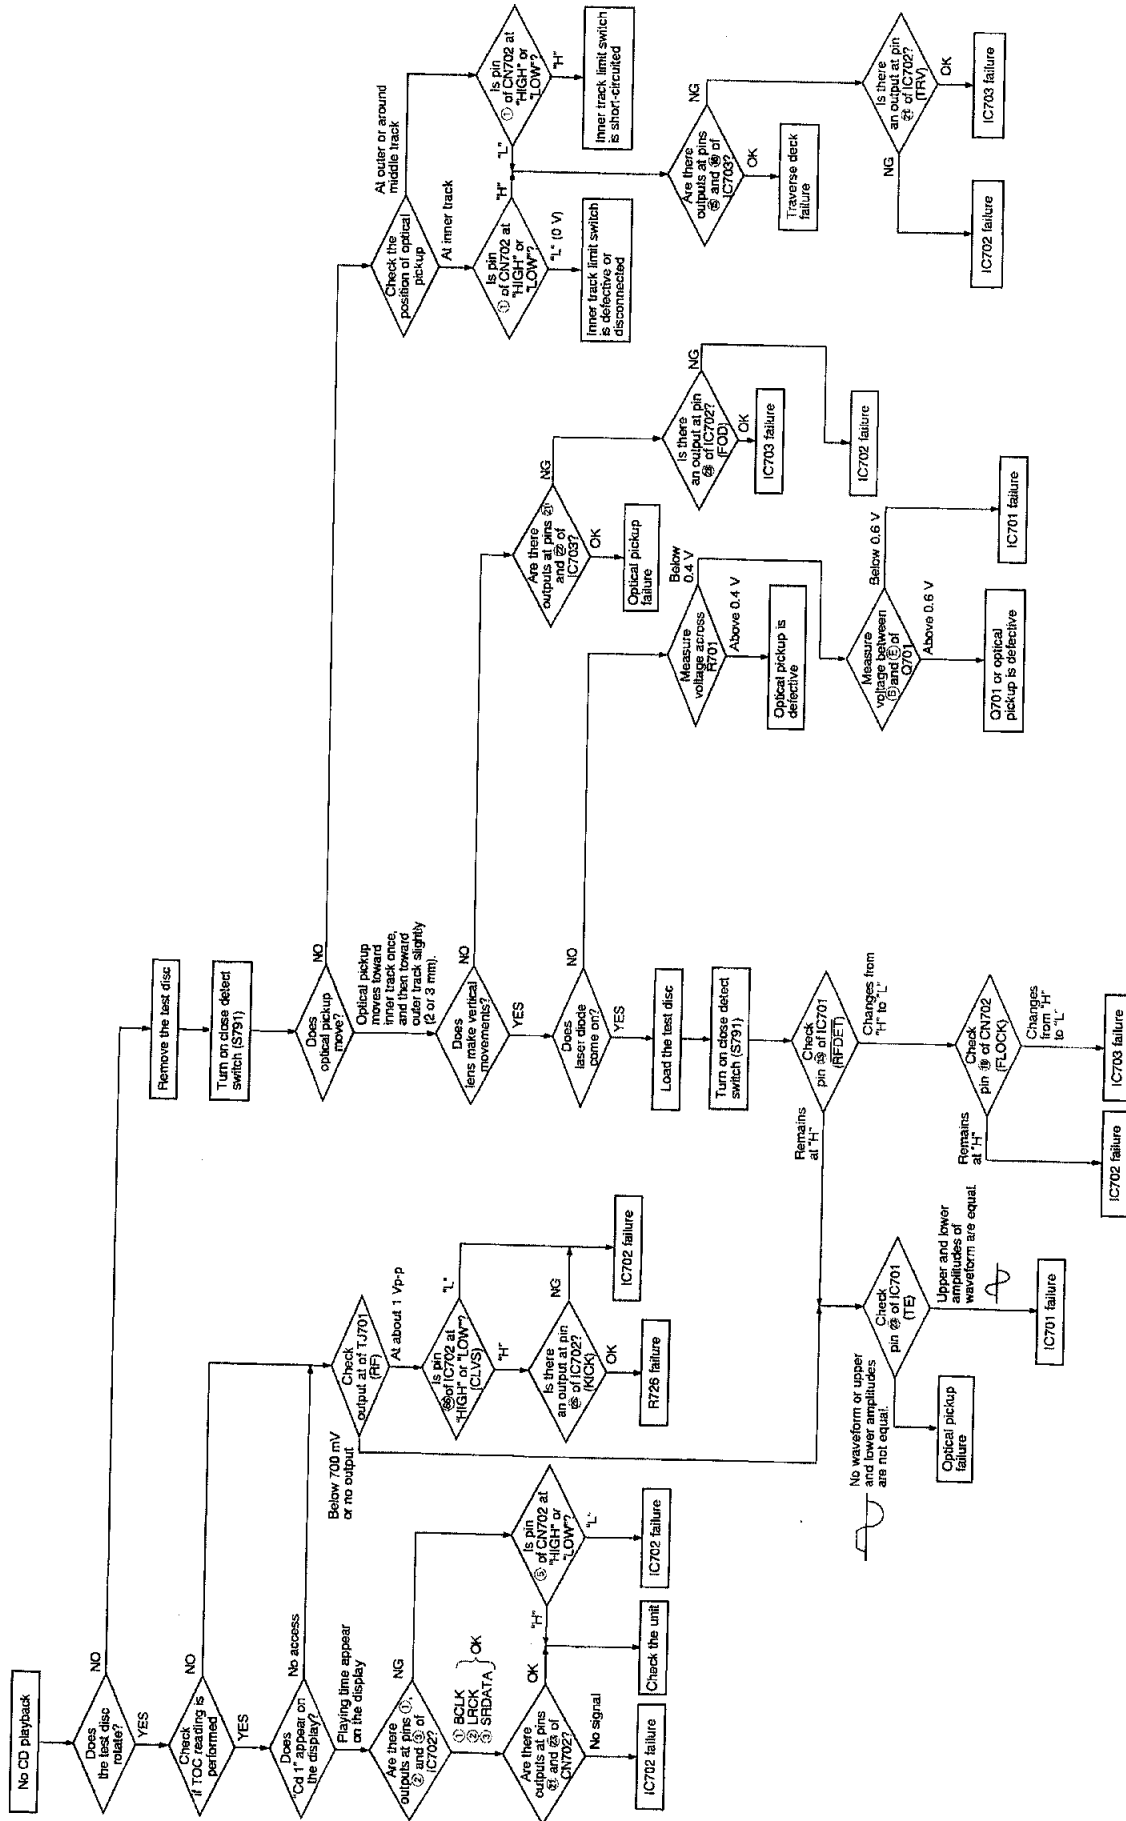 No CD playback
Does
the test disc
rotate?
NO
YES
Check
if TOC reading is
performed
NO
YES
Does
"Cd 1" appear on
the display?
No access
Playing time appear
on the display
Are there
outputs at pins ①,
② and ③ of
IC702?
NG
① BCLK
② LRCK
③ SRDATA
OK
Are there
outputs at pins
㉑ and
CN702?
OK
No signal
IC702 failure
Is pin
⑤ of CN702 at
"HIGH" or
"LOW"?
"H"
"L"
Check the unit
IC702 failure
Check
output at of TJ701
(RF)
Below 700 mV
or no output
At about 1 Vp-p
Is pin
of IC702 at
"HIGH" or "LOW"?
(CLVS)
"L"
"H"
Is there
an output at pin
of IC702?
(KICK)
NG
OK
R726 failure
IC702 failure
Remove the test disc
Turn on close detect
switch (S791)
Does
optical pickup
move?
NO
Optical pickup
moves toward
inner track once,
and then toward
outer track slightly
(2 or 3 mm).
Does
lens make vertical
movements?
NO
YES
Does
laser diode
come on?
NO
YES
Load the test disc
Turn on close detect
switch (S791)
Check
pin of IC701
(RFDET)
Remains
at "H"
Changes from
"H" to "L"
Check
pin of CN702
(FLOCK)
Remains
at "H"
Changes
from "H"
to "L"
IC702 failure
IC703 failure
Check
pin of IC701
(TE)
No waveform or upper
and lower amplitudes
are not equal.
Upper and lower
amplitudes of
waveform are equal.
Optical pickup
failure
IC701 failure
Check the
position of optical
pickup
At outer or around
middle track
At inner track
Is pin
① of CN702 at
"HIGH" or
"LOW"?
"H"
"L" (0 V)
Inner track limit switch
is defective or
disconnected
Is pin
① of CN702 at
"HIGH" or
"LOW"?
"L"
"H"
Inner track limit switch
is short-circuited
Are there
outputs at pins
and of
IC703?
NG
OK
Traverse deck
failure
Is there
an output at pin
㉑ of IC702?
(TRV)
NG
OK
IC702 failure
IC703 failure
Are there
outputs at pins ㉑
and ㉒ of
IC703?
NG
OK
Optical pickup
failure
Is there
an output at pin
of IC702?
(FOD)
NG
OK
IC703 failure
IC702 failure
Measure
voltage across
R701
Below
0.4 V
Above 0.4 V
Optical pickup is
defective
Measure
voltage between
Ⓑ and Ⓔ of
Q701
Below 0.6 V
Above 0.6 V
Q701 or optical
pickup is defective
IC701 failure